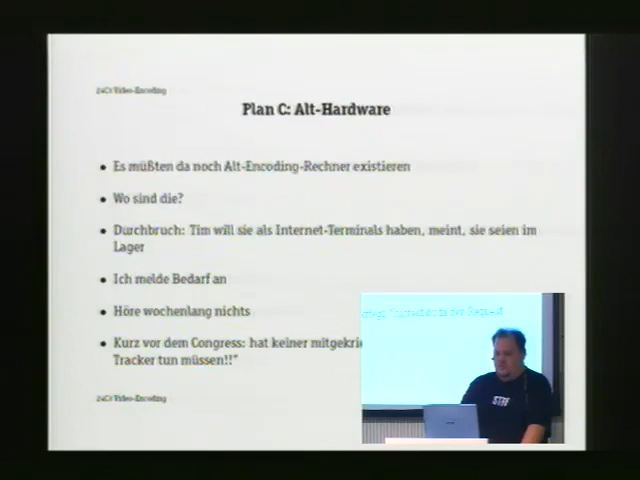 24C3 Video-Encoding
Plan C: Alt-Hardware
• Es müßten da noch Alt-Encoding-Rechner existieren
• Wo sind die?
• Durchbruch: Tim will sie als Internet-Terminals haben, meint, sie seien im
Lager
• Ich melde Bedarf an
• Höre wochenlang nichts
• Kurz vor dem Congress: hat keiner
Tracker tun müssen!!"
24C3 Video-Encoding